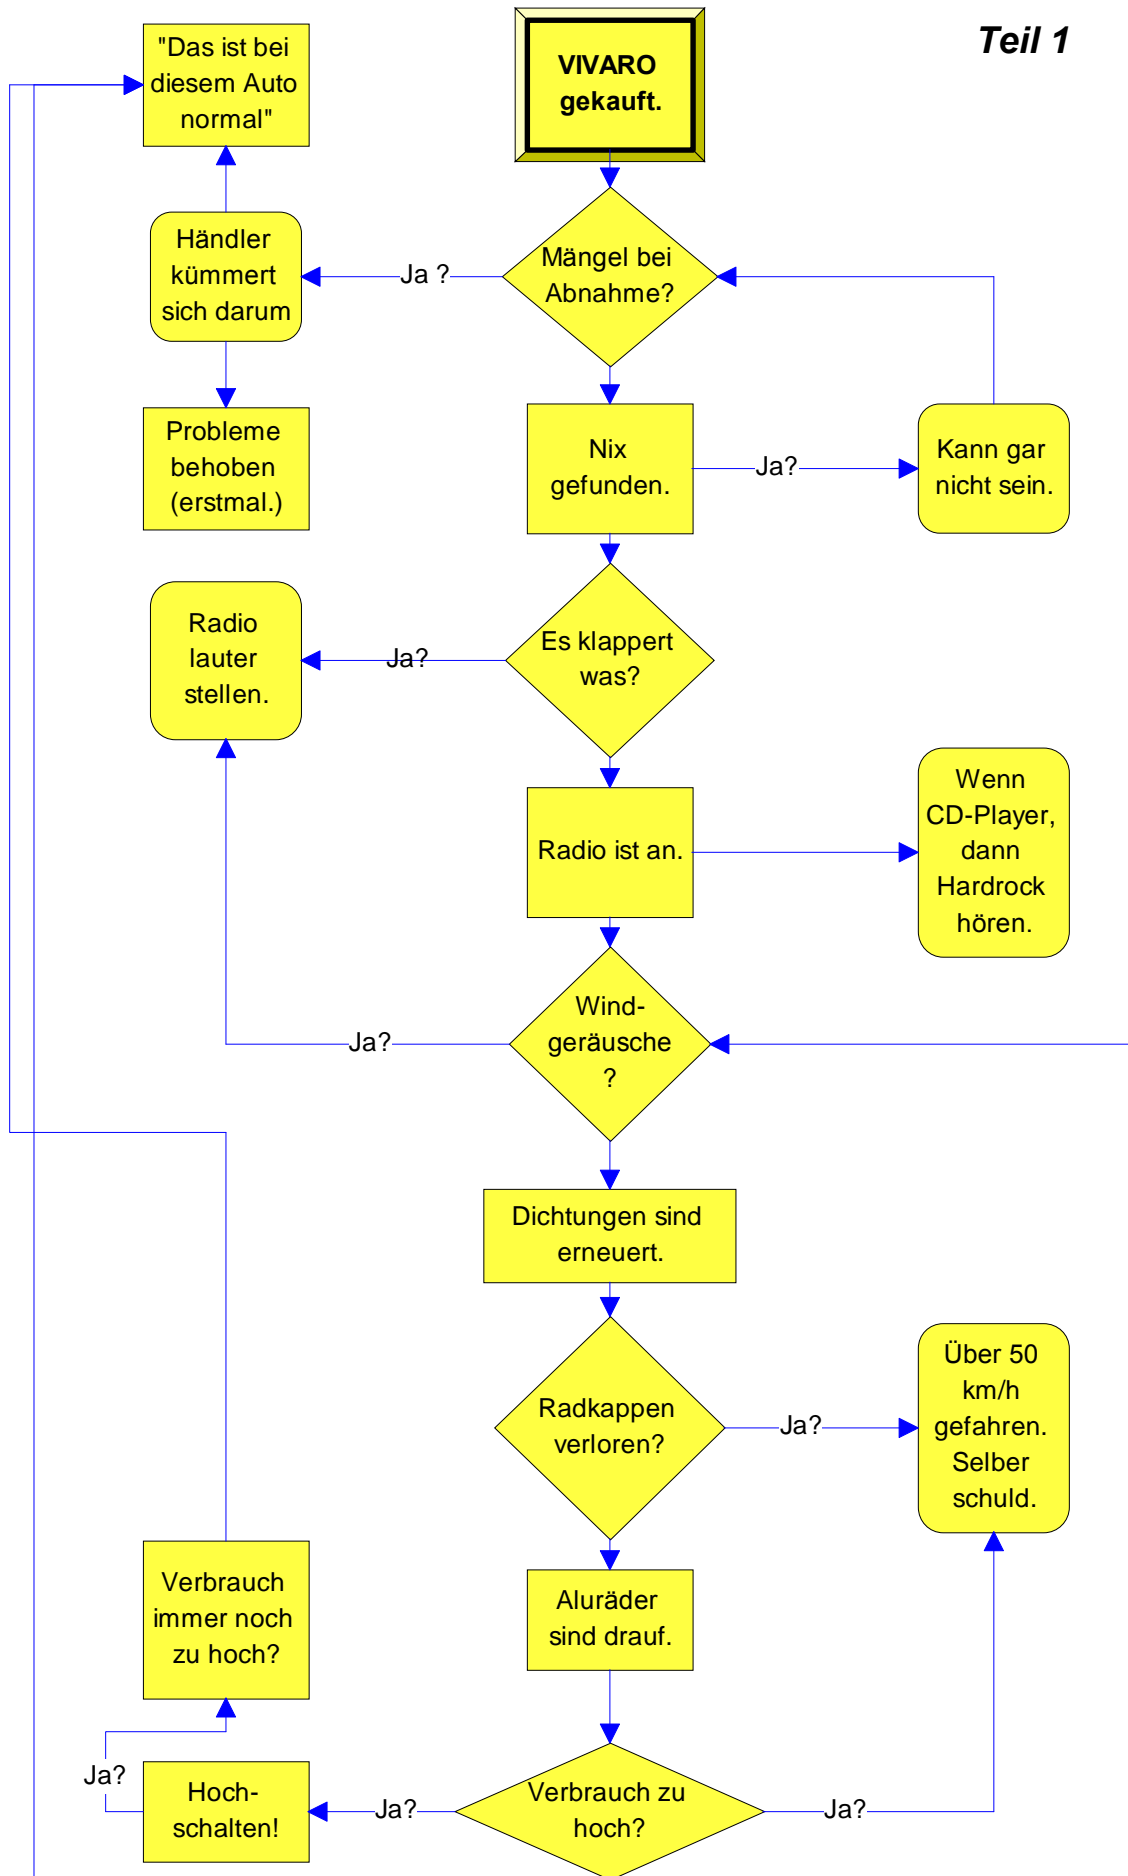 Teil 1
"Das ist bei
diesem Auto
normal"
VIVARO
gekauft.
Händler
kümmert
sich darum
Ja ?
Mängel bei
Abnahme?
Probleme
behoben
(erstmal.)
Nix
gefunden.
Ja?
Kann gar
nicht sein.
Radio
lauter
stellen.
Ja?
Es klappert
was?
Radio ist an.
Wenn
CD-Player,
dann
Hardrock
hören.
Ja?
Wind-
geräusche
?
Dichtungen sind
erneuert.
Radkappen
verloren?
Ja?
Über 50
km/h
gefahren.
Selber
schuld.
Verbrauch
immer noch
zu hoch?
Aluräder
sind drauf.
Ja?
Hoch-
schalten!
Ja?
Verbrauch zu
hoch?
Ja?